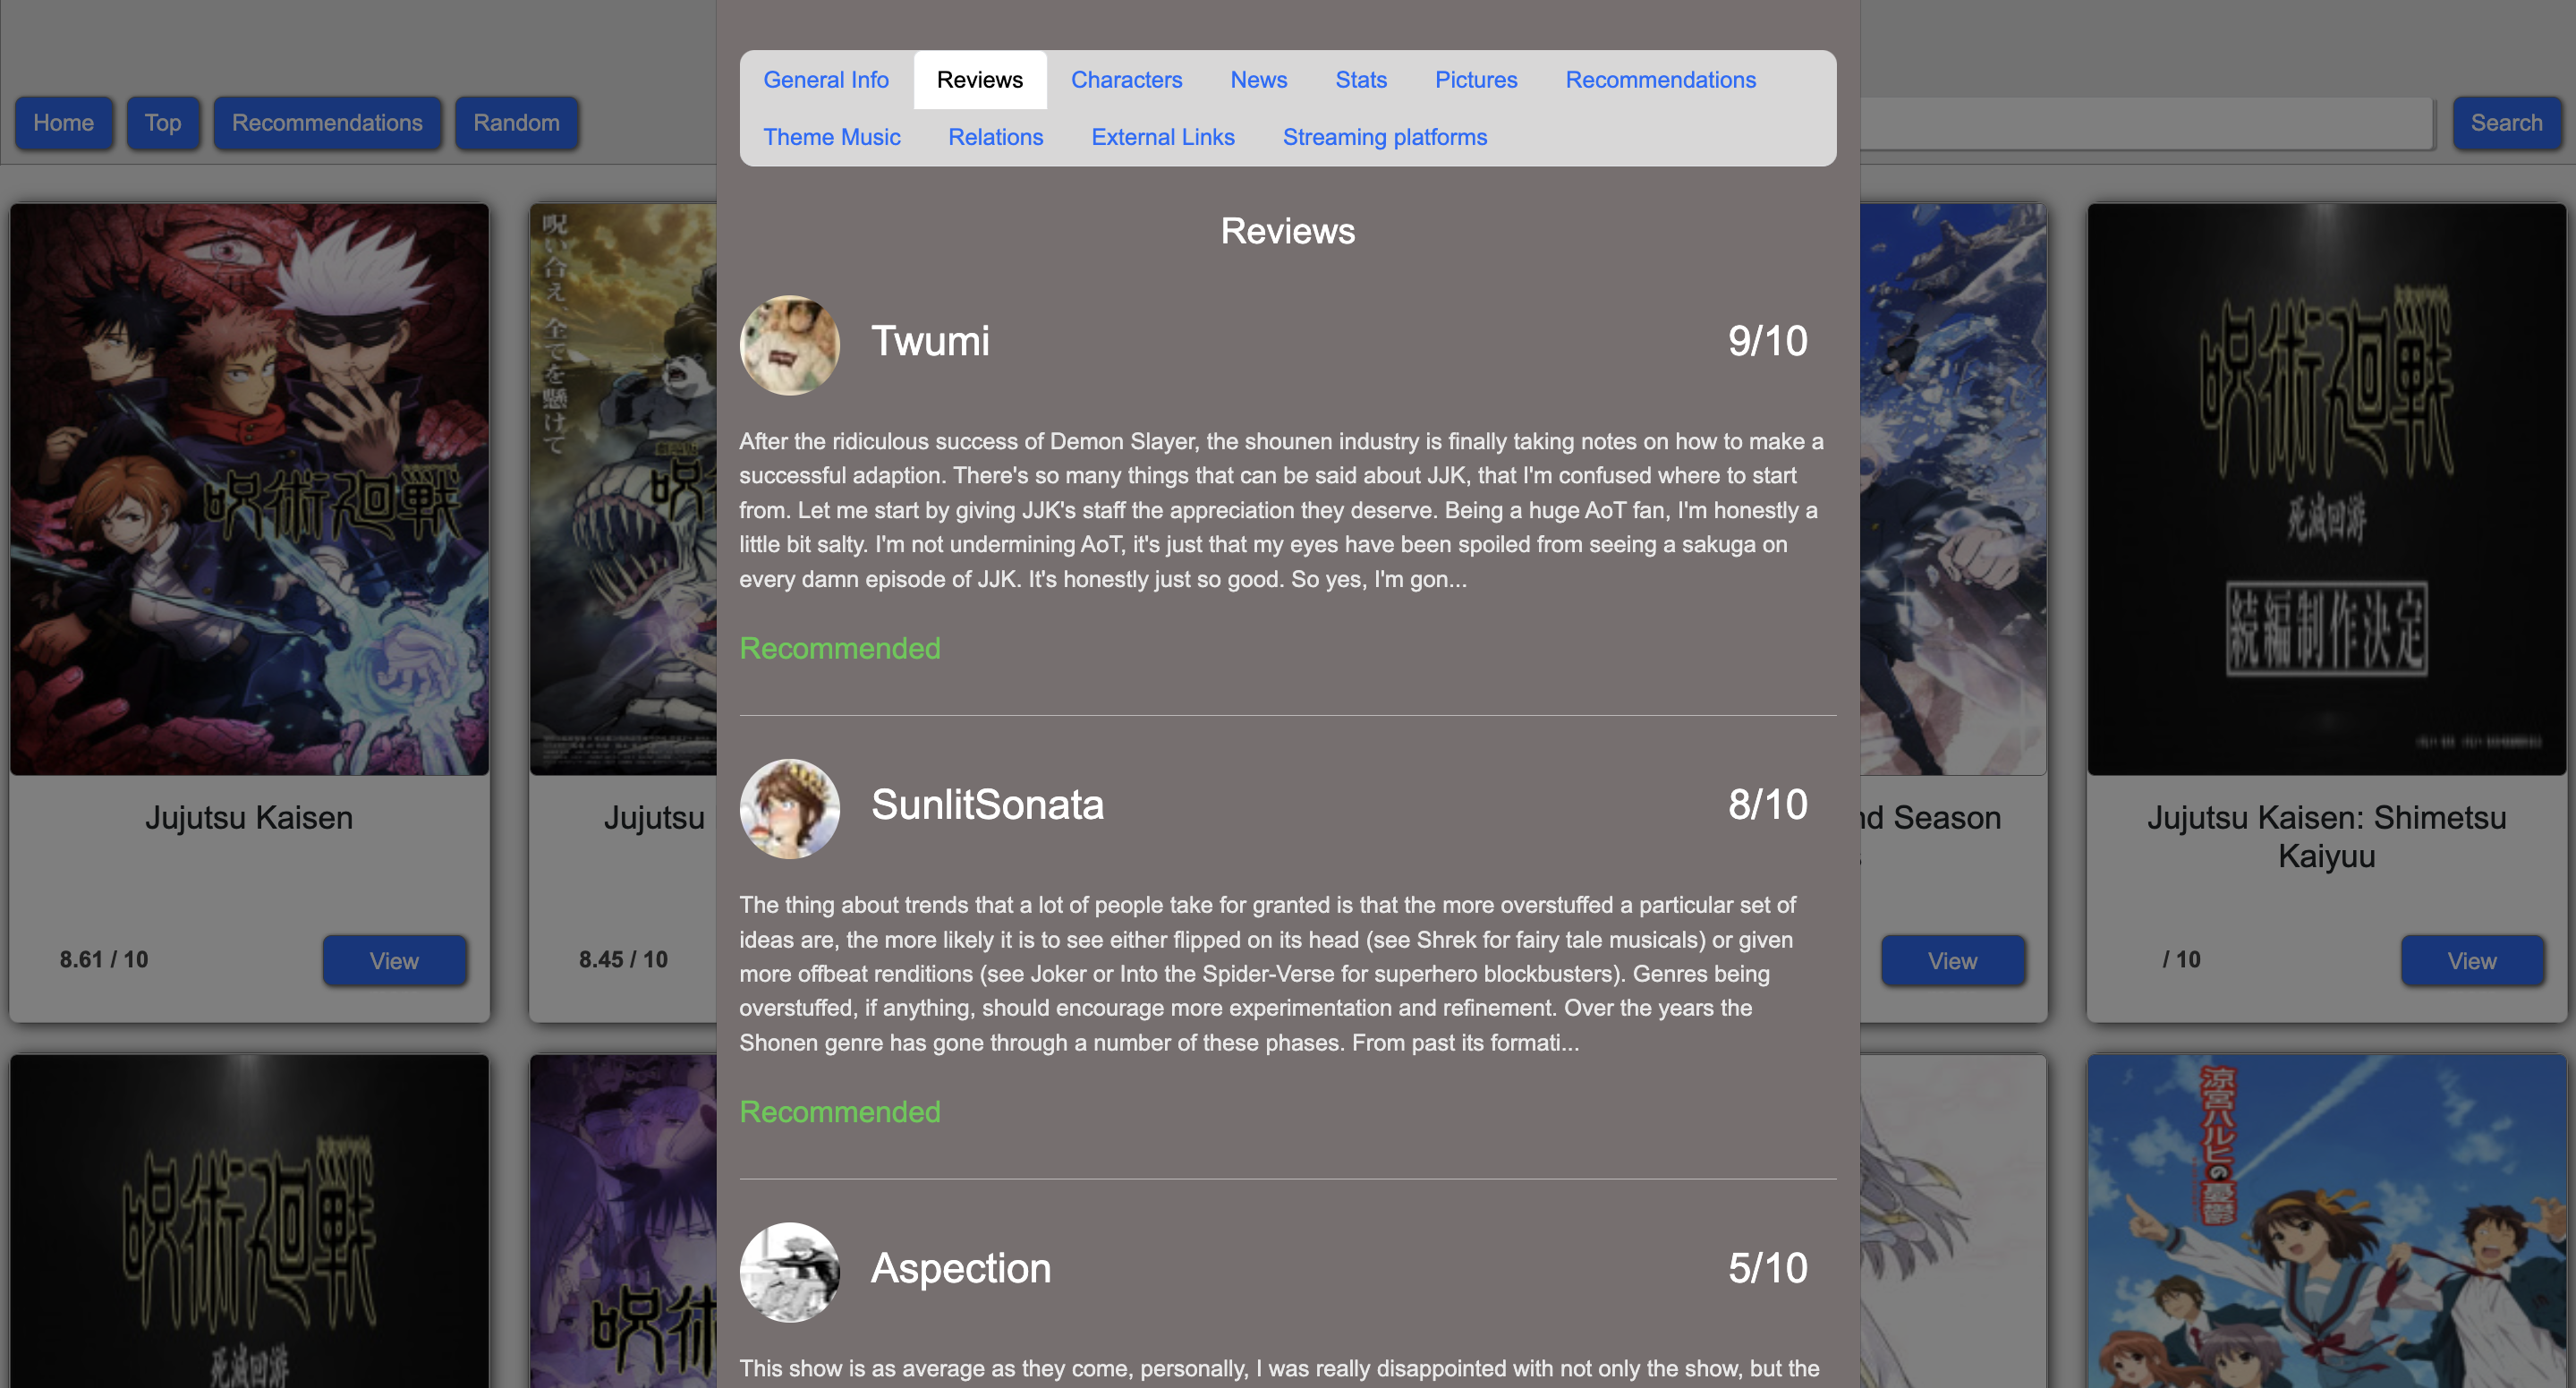 General Info Reviews Characters News Stats Pictures Recommendations
Theme Music Relations External Links Streaming platforms
Home Top Recommendations Random
Search
Reviews
Twumi 9/10
After the ridiculous success of Demon Slayer, the shounen industry is finally taking notes on how to make a
successful adaption. There's so many things that can be said about JJK, that I'm confused where to start
from. Let me start by giving JJK's staff the appreciation they deserve. Being a huge AoT fan, I'm honestly a
little bit salty. I'm not undermining AoT, it's just that my eyes have been spoiled from seeing a sakuga on
every damn episode of JJK. It's honestly just so good. So yes, I'm gon...
Recommended
SunlitSonata 8/10
The thing about trends that a lot of people take for granted is that the more overstuffed a particular set of
ideas are, the more likely it is to see either flipped on its head (see Shrek for fairy tale musicals) or given
more offbeat renditions (see Joker or Into the Spider-Verse for superhero blockbusters). Genres being
overstuffed, if anything, should encourage more experimentation and refinement. Over the years the
Shonen genre has gone through a number of these phases. From past its formati...
Recommended
Aspection 5/10
This show is as average as they come, personally, I was really disappointed with not only the show, but the
呪術廻戦
Jujutsu Kaisen
8.61 / 10
View
呪い合え、全てを懸けて
劇場版
呪
Jujutsu
8.45 / 10
nd Season
View
呪術廻戦
死滅回游
続編制作決定
Jujutsu Kaisen: Shimetsu
Kaiyuu
/ 10
View
呪術廻戦
死滅回游
呪術
涼宮ハルヒの憂鬱